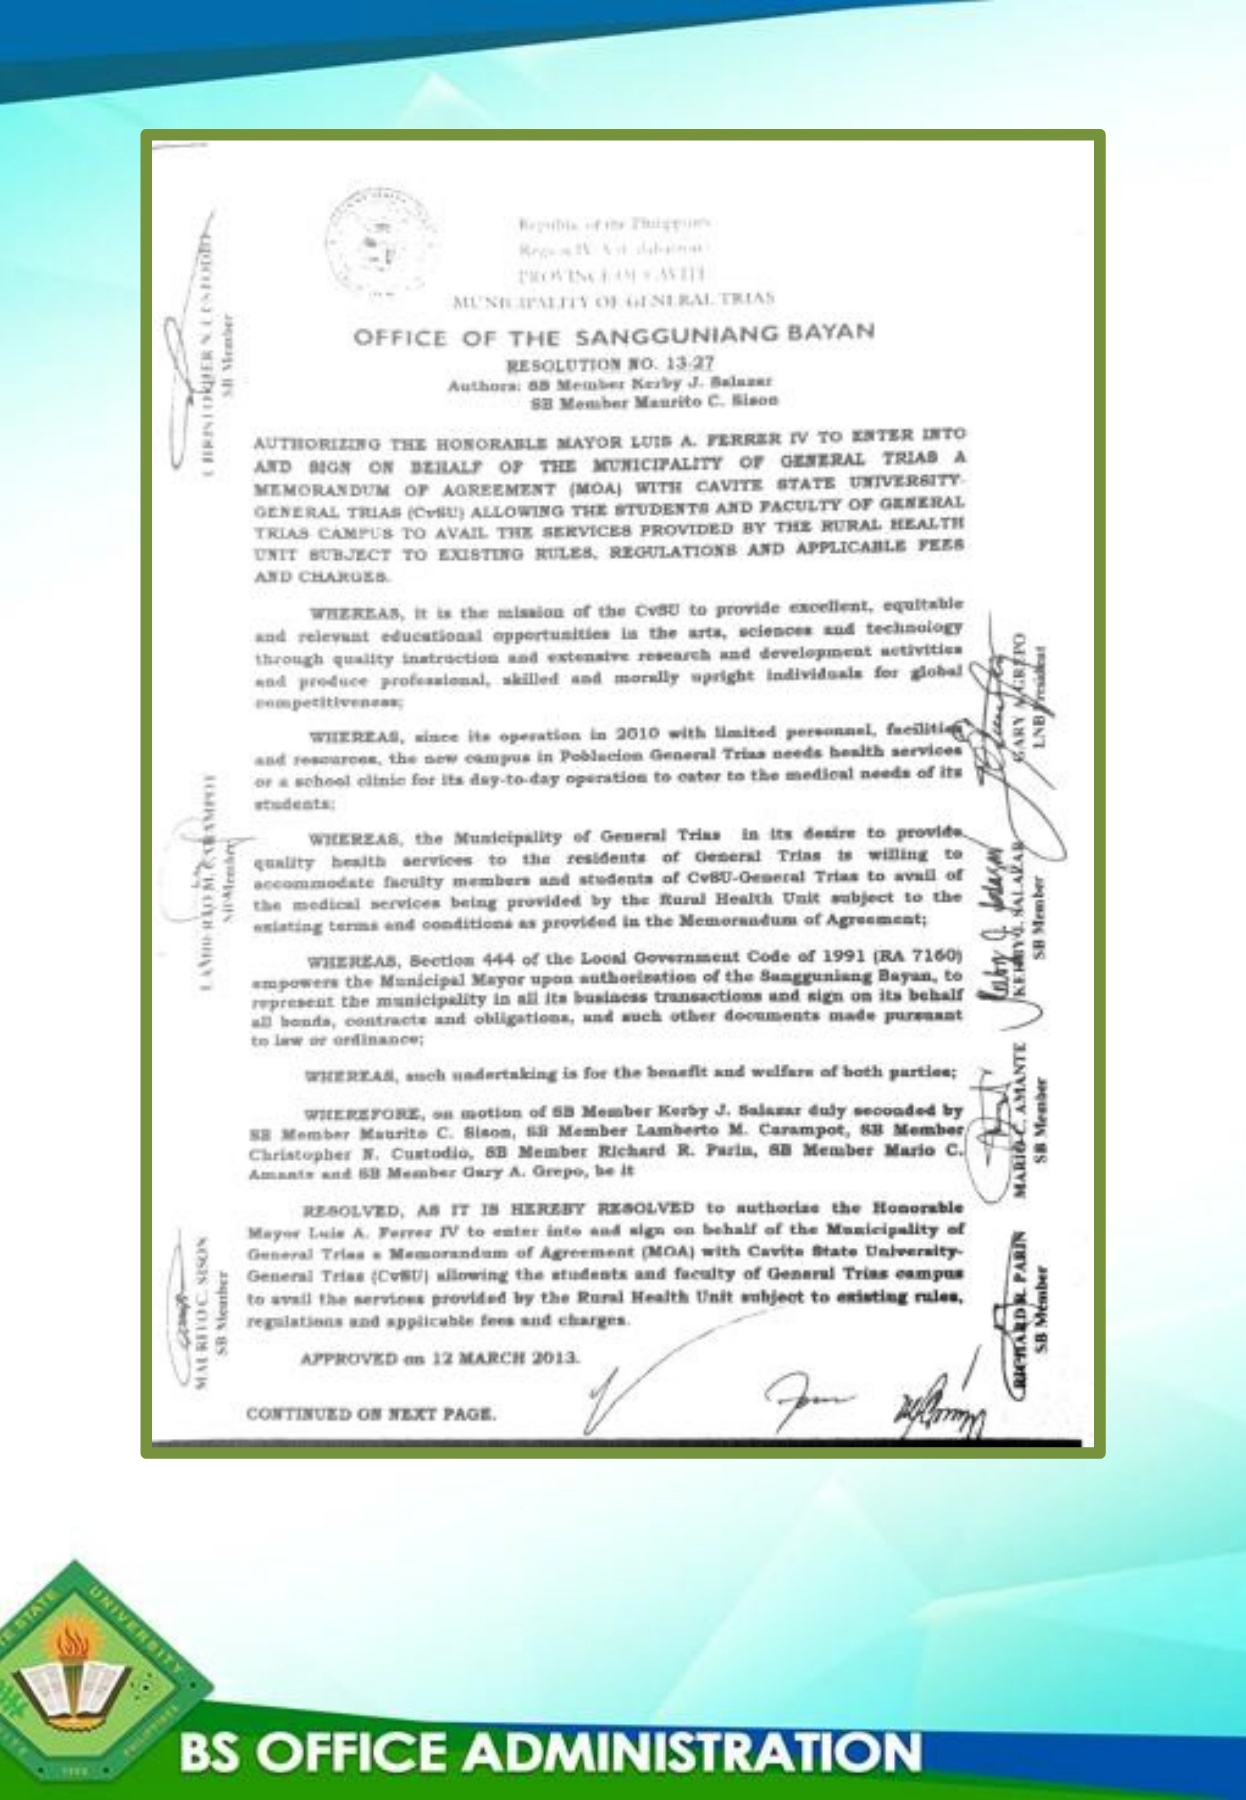 Republic of the Philippines
PROVINCE OF CAVITE
MUNICIPALITY OF GENERAL TRIAS
OFFICE OF THE SANGGUNIANG BAYAN
RESOLUTION NO. 13-27
Authors: SB Member Kerby J. Salazar
SB Member Maurito C. Sison
AUTHORIZING THE HONORABLE MAYOR LUIS A. FERRER IV TO ENTER INTO
AND SIGN ON BEHALF OF THE MUNICIPALITY OF GENERAL TRIAS A
MEMORANDUM OF AGREEMENT (MOA) WITH CAVITE STATE UNIVERSITY-
GENERAL TRIAS (CvSU) ALLOWING THE STUDENTS AND FACULTY OF GENERAL
TRIAS CAMPUS TO AVAIL THE SERVICES PROVIDED BY THE RURAL HEALTH
UNIT SUBJECT TO EXISTING RULES, REGULATIONS AND APPLICABLE FEES
AND CHARGES.
WHEREAS, it is the mission of the CvSU to provide excellent, equitable
and relevant educational opportunities in the arts, sciences and technology
through quality instruction and extensive research and development activities
and produce professional, skilled and morally upright individuals for global
competitiveness;
WHEREAS, since its operation in 2010 with limited personnel, facilities
and resources, the new campus in Poblacion General Trias needs health services
or a school clinic for its day-to-day operation to cater to the medical needs of its
students;
WHEREAS, the Municipality of General Trias in its desire to provide
quality health services to the residents of General Trias is willing to
accommodate faculty members and students of CvSU-General Trias to avail of
the medical services being provided by the Rural Health Unit subject to the
existing terms and conditions as provided in the Memorandum of Agreement;
WHEREAS, Section 444 of the Local Government Code of 1991 (RA 7160)
empowers the Municipal Mayor upon authorization of the Sangguniang Bayan, to
represent the municipality in all its business transactions and sign on its behalf
all bonds, contracts and obligations, and such other documents made pursuant
to law or ordinance;
WHEREAS, such undertaking is for the benefit and welfare of both parties;
WHEREFORE, on motion of SB Member Kerby J. Salazar duly seconded by
SB Member Maurito C. Sison, SB Member Lamberto M. Carampot, SB Member
Christopher N. Custodio, SB Member Richard R. Parin, SB Member Mario C.
Amante and SB Member Gary A. Grepo, be it
RESOLVED, AS IT IS HEREBY RESOLVED to authorize the Honorable
Mayor Luis A. Ferrer IV to enter into and sign on behalf of the Municipality of
General Trias a Memorandum of Agreement (MOA) with Cavite State University-
General Trias (CvSU) allowing the students and faculty of General Trias campus
to avail the services provided by the Rural Health Unit subject to existing rules,
regulations and applicable fees and charges.
APPROVED on 12 MARCH 2013.
CONTINUED ON NEXT PAGE.
CHRISTOPHER N. CUSTODIO
SB Member
LAMBERTO M. CARAMPOT
SB Member
MAURITO C. SISON
SB Member
GARY A. GREPO
LNB President
KERBY J. SALAZAR
SB Member
MARIO C. AMANTE
SB Member
RICHARD R. PARIN
SB Member
STATE UNIVERSITY
PHILIPPINES
BS OFFICE ADMINISTRATION